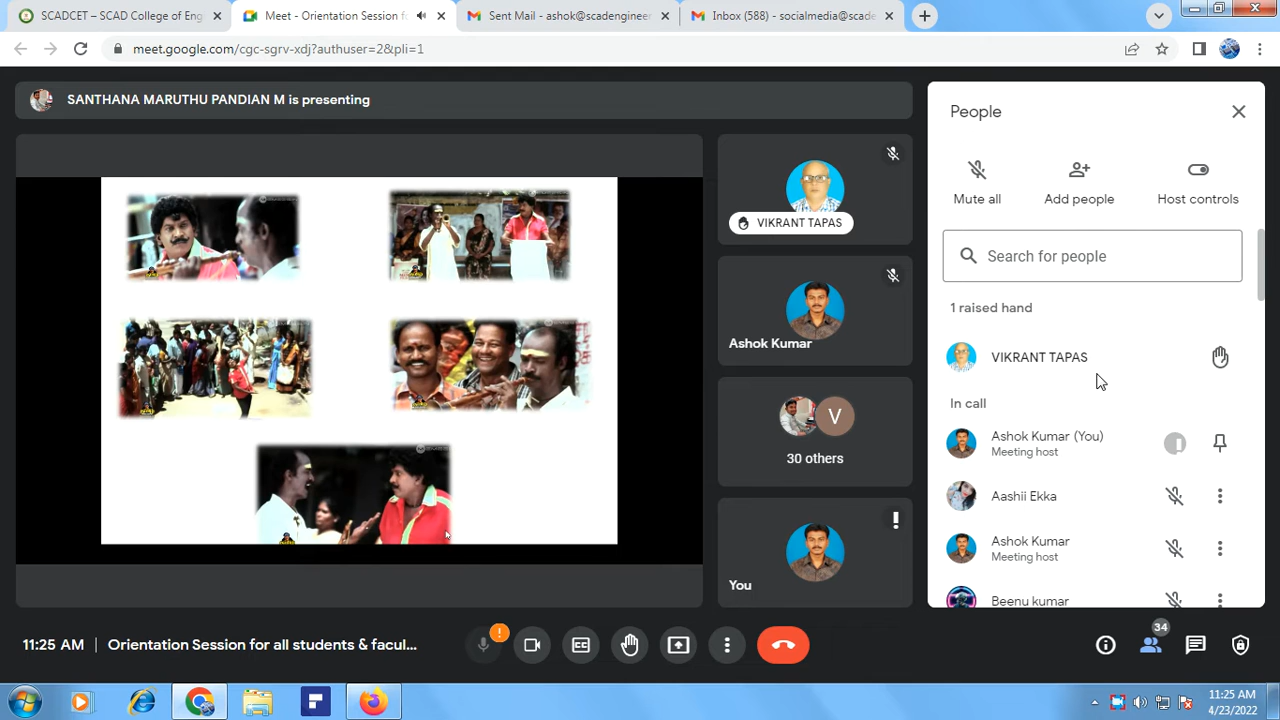 SCADCET – SCAD College of Eng
Meet - Orientation Session fo
Sent Mail - ashok@scadengineer
Inbox (588) - socialmedia@scade
meet.google.com/cgc-sgrv-xdj?authuser=2&pli=1
SANTHANA MARUTHU PANDIAN M is presenting
VIKRANT TAPAS
Ashok Kumar
V
30 others
You
People
Mute all
Add people
Host controls
Search for people
1 raised hand
VIKRANT TAPAS
In call
Ashok Kumar (You)
Meeting host
Aashii Ekka
Ashok Kumar
Meeting host
Beenu kumar
11:25 AM | Orientation Session for all students & facul...
34
11:25 AM
4/23/2022